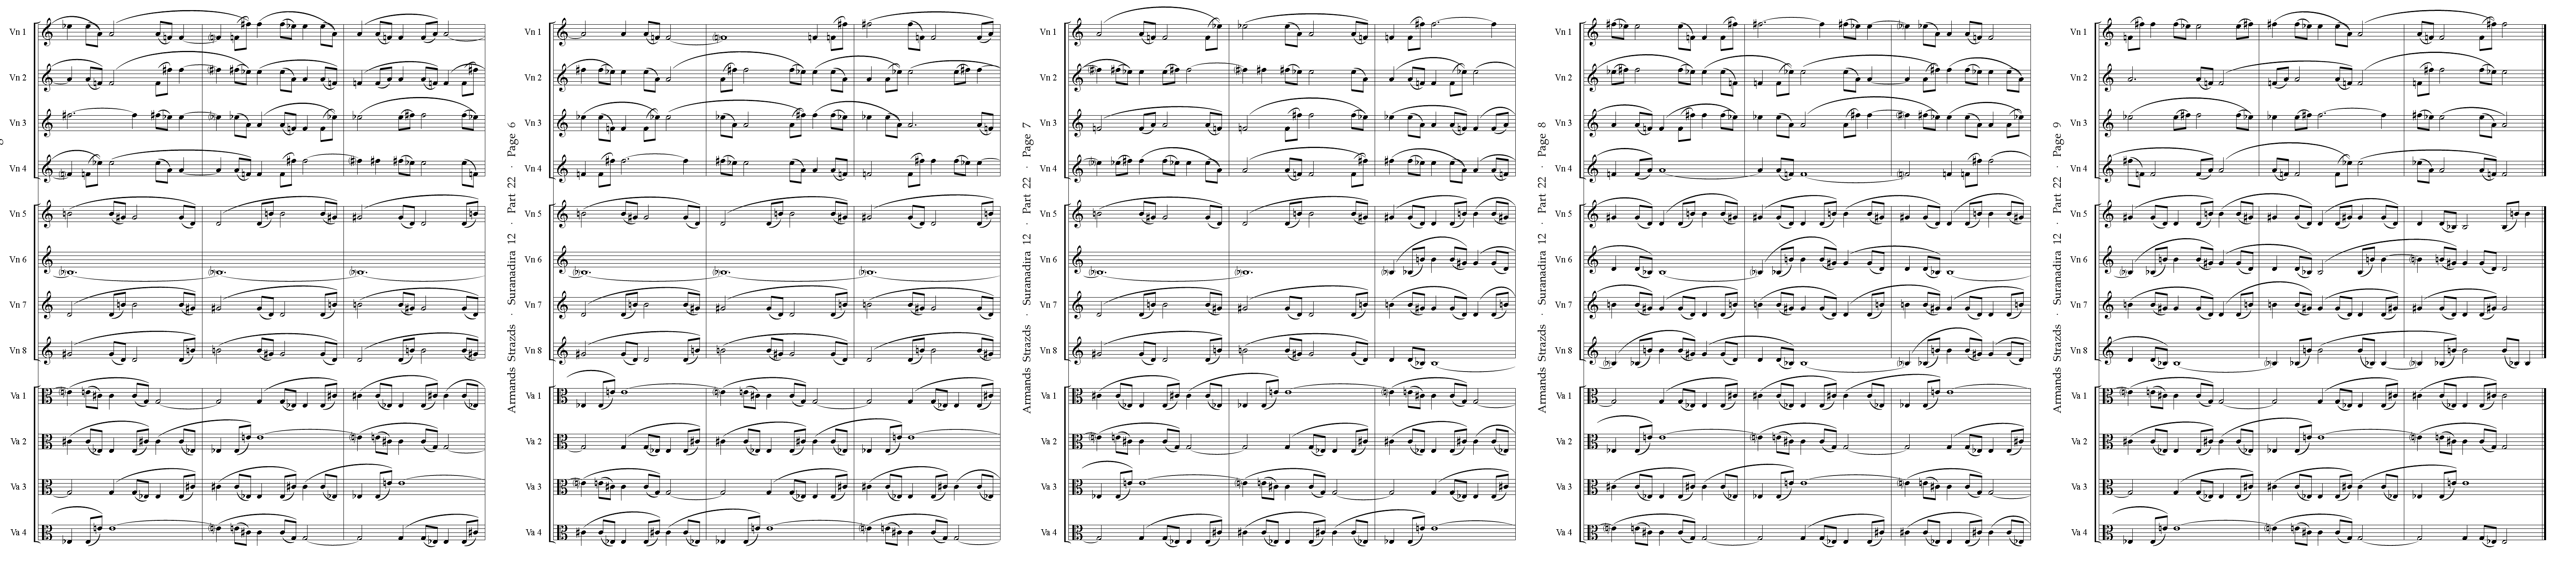 Vn 1
Vn 2
Vn 3
Vn 4
Vn 5
Vn 6
Vn 7
Vn 8
Va 1
Va 2
Va 3
Va 4
Armands Strazds · Suranadira 12 · Part 22 · Page 6
Vn 1
Vn 2
Vn 3
Vn 4
Vn 5
Vn 6
Vn 7
Vn 8
Va 1
Va 2
Va 3
Va 4
Armands Strazds · Suranadira 12 · Part 22 · Page 7
Vn 1
Vn 2
Vn 3
Vn 4
Vn 5
Vn 6
Vn 7
Vn 8
Va 1
Va 2
Va 3
Va 4
Armands Strazds · Suranadira 12 · Part 22 · Page 8
Vn 1
Vn 2
Vn 3
Vn 4
Vn 5
Vn 6
Vn 7
Vn 8
Va 1
Va 2
Va 3
Va 4
Armands Strazds · Suranadira 12 · Part 22 · Page 9
Vn 1
Vn 2
Vn 3
Vn 4
Vn 5
Vn 6
Vn 7
Vn 8
Va 1
Va 2
Va 3
Va 4